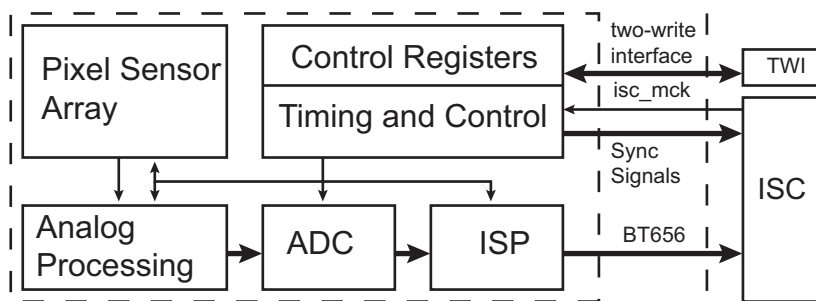 Pixel Sensor
Array
Control Registers
Timing and Control
two-write
interface
isc_mck
TWI
Sync
Signals
ISC
Analog
Processing
ADC
ISP
BT656